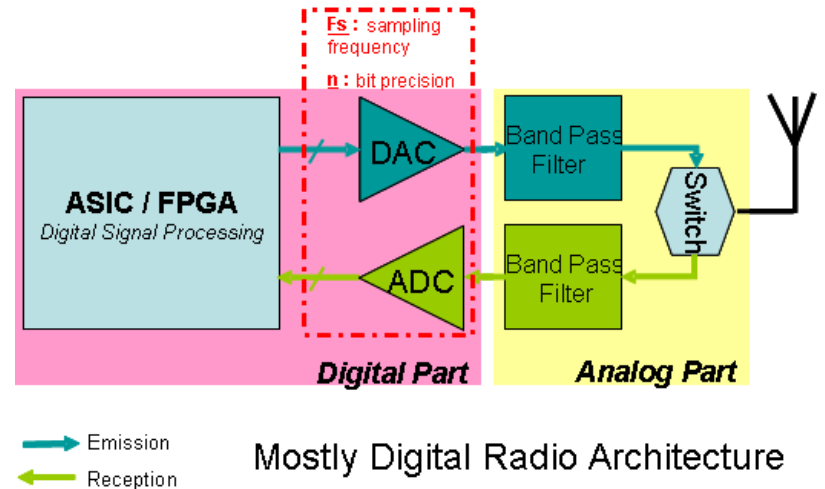 Fs : sampling
frequency
n : bit precision
DAC
Band Pass
Filter
Switch
ASIC / FPGA
Digital Signal Processing
ADC
Band Pass
Filter
Digital Part
Analog Part
Emission
Reception
Mostly Digital Radio Architecture